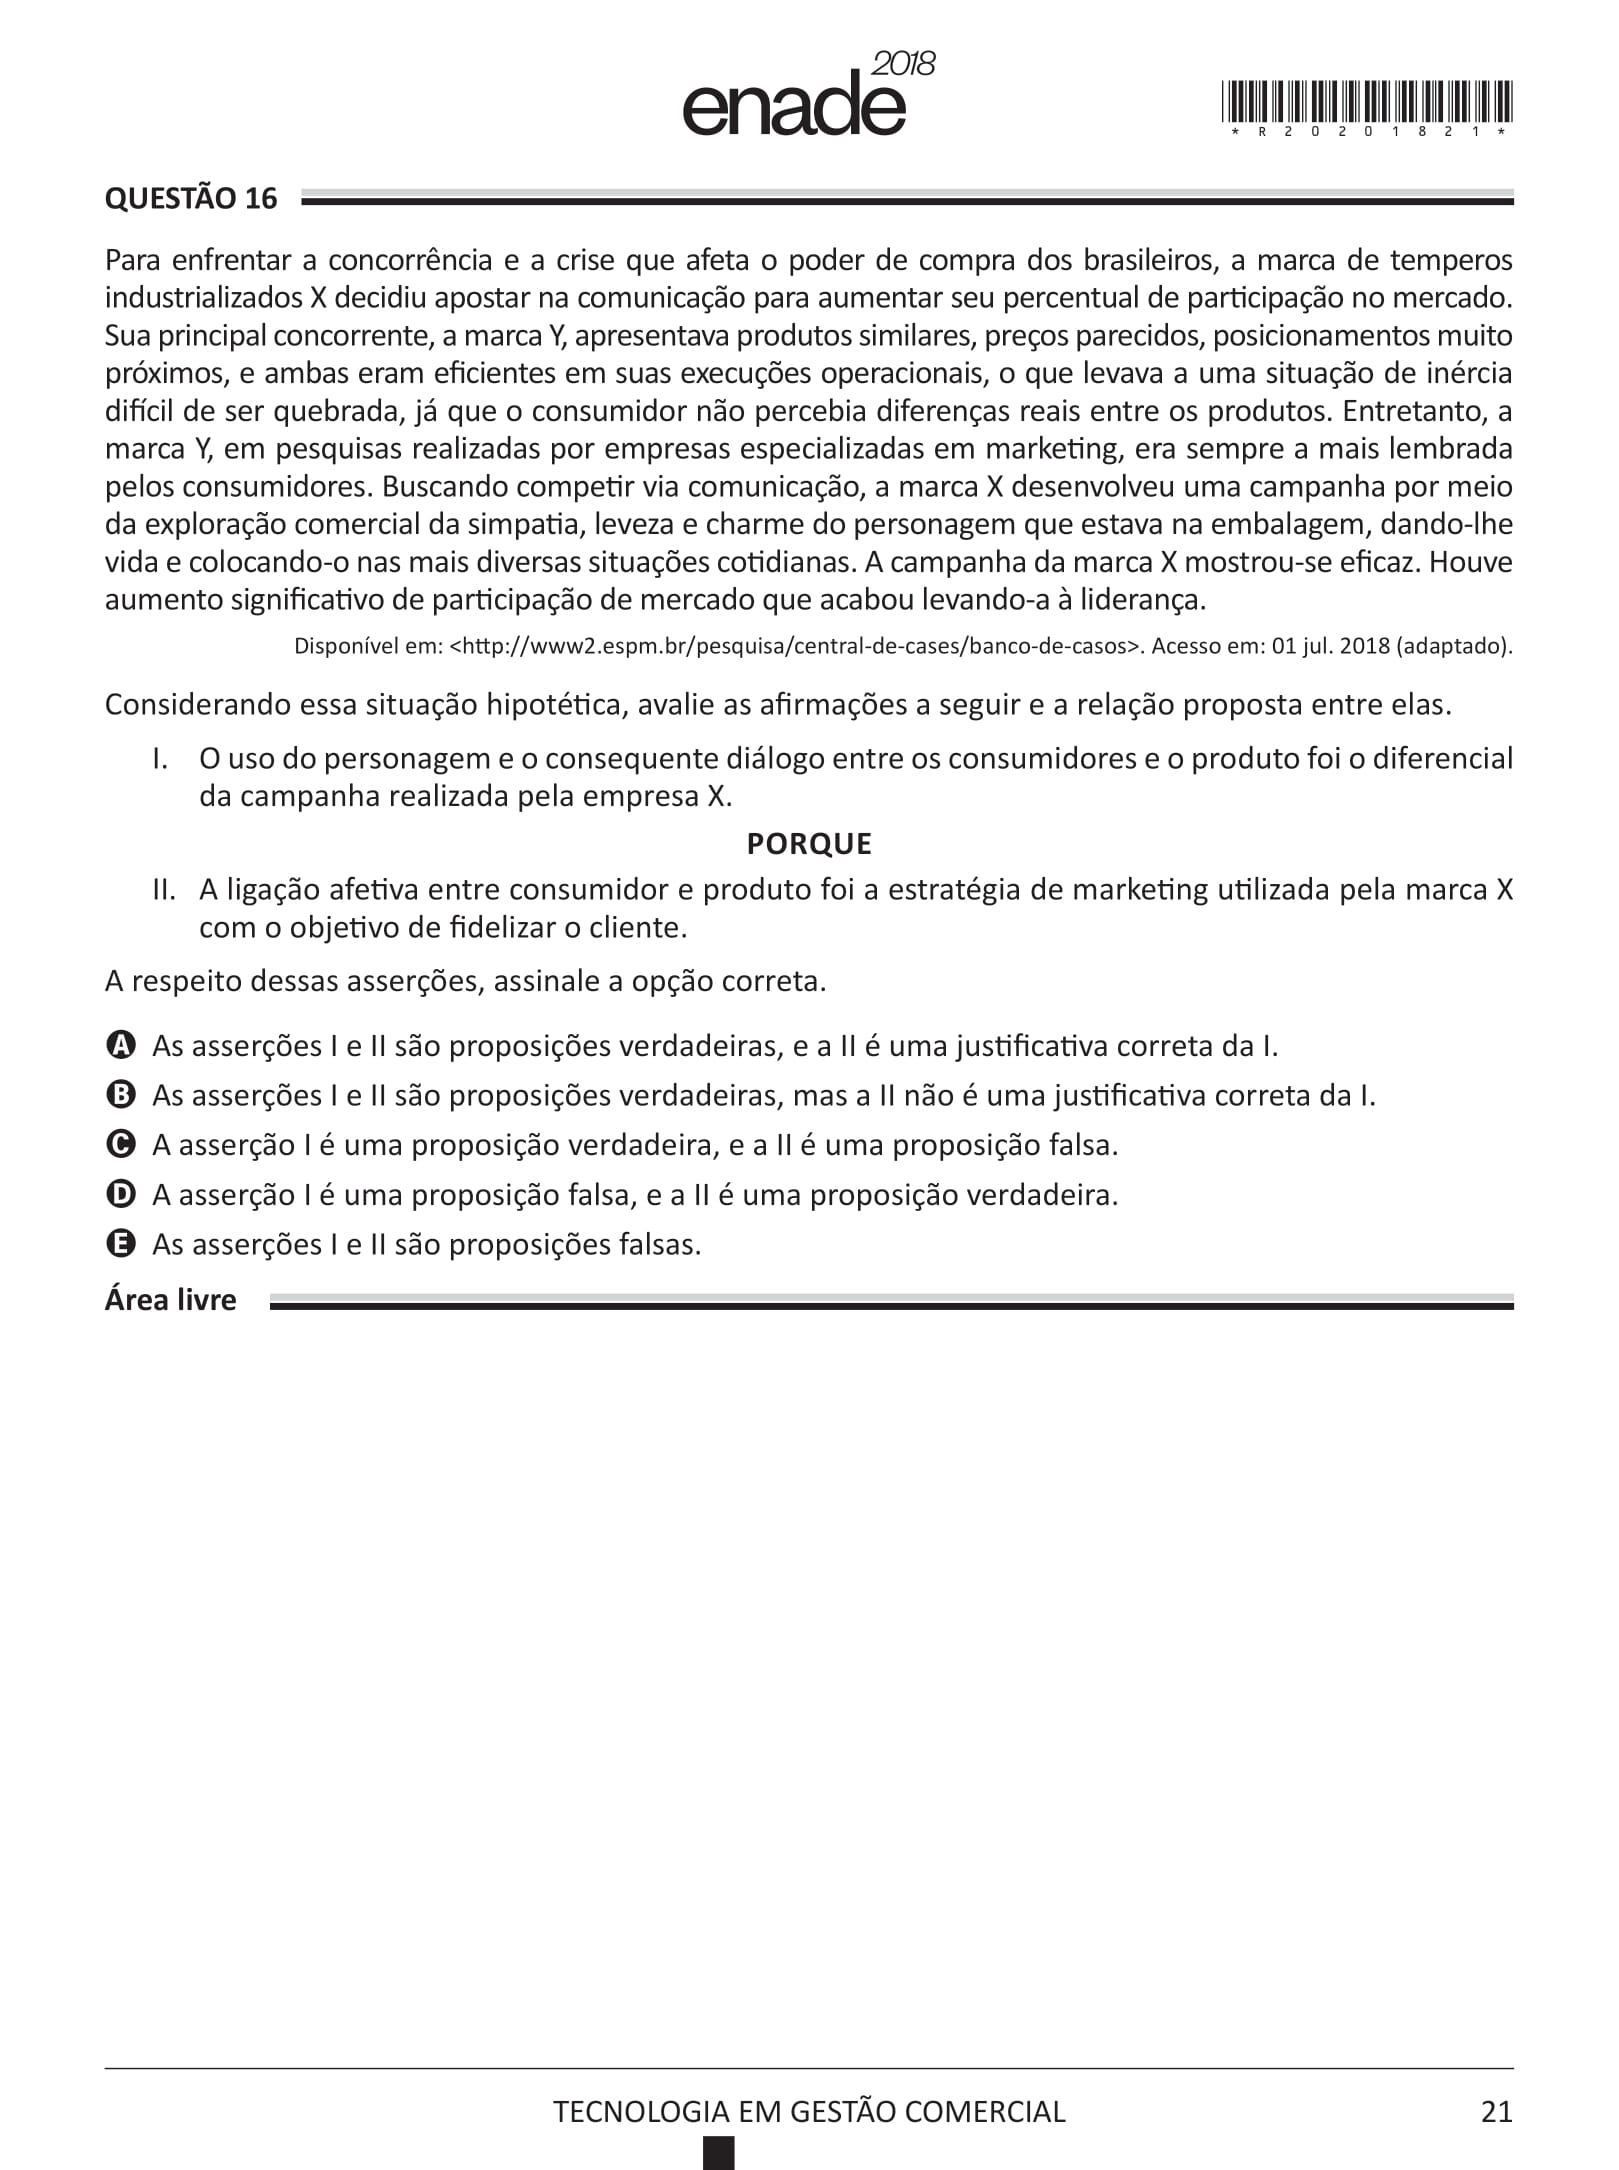 enade 2018
* R 2 0 2 0 1 8 2 1 *
QUESTÃO 16
Para enfrentar a concorrência e a crise que afeta o poder de compra dos brasileiros, a marca de temperos
industrializados X decidiu apostar na comunicação para aumentar seu percentual de participação no mercado.
Sua principal concorrente, a marca Y, apresentava produtos similares, preços parecidos, posicionamentos muito
próximos, e ambas eram eficientes em suas execuções operacionais, o que levava a uma situação de inércia
difícil de ser quebrada, já que o consumidor não percebia diferenças reais entre os produtos. Entretanto, a
marca Y, em pesquisas realizadas por empresas especializadas em marketing, era sempre a mais lembrada
pelos consumidores. Buscando competir via comunicação, a marca X desenvolveu uma campanha por meio
da exploração comercial da simpatia, leveza e charme do personagem que estava na embalagem, dando-lhe
vida e colocando-o nas mais diversas situações cotidianas. A campanha da marca X mostrou-se eficaz. Houve
aumento significativo de participação de mercado que acabou levando-a à liderança.
Disponível em: <http://www2.espm.br/pesquisa/central-de-cases/banco-de-casos>. Acesso em: 01 jul. 2018 (adaptado).
Considerando essa situação hipotética, avalie as afirmações a seguir e a relação proposta entre elas.
I. O uso do personagem e o consequente diálogo entre os consumidores e o produto foi o diferencial
da campanha realizada pela empresa X.
PORQUE
II. A ligação afetiva entre consumidor e produto foi a estratégia de marketing utilizada pela marca X
com o objetivo de fidelizar o cliente.
A respeito dessas asserções, assinale a opção correta.
A As asserções I e II são proposições verdadeiras, e a II é uma justificativa correta da I.
B As asserções I e II são proposições verdadeiras, mas a II não é uma justificativa correta da I.
C A asserção I é uma proposição verdadeira, e a II é uma proposição falsa.
D A asserção I é uma proposição falsa, e a II é uma proposição verdadeira.
E As asserções I e II são proposições falsas.
Área livre
TECNOLOGIA EM GESTÃO COMERCIAL 21